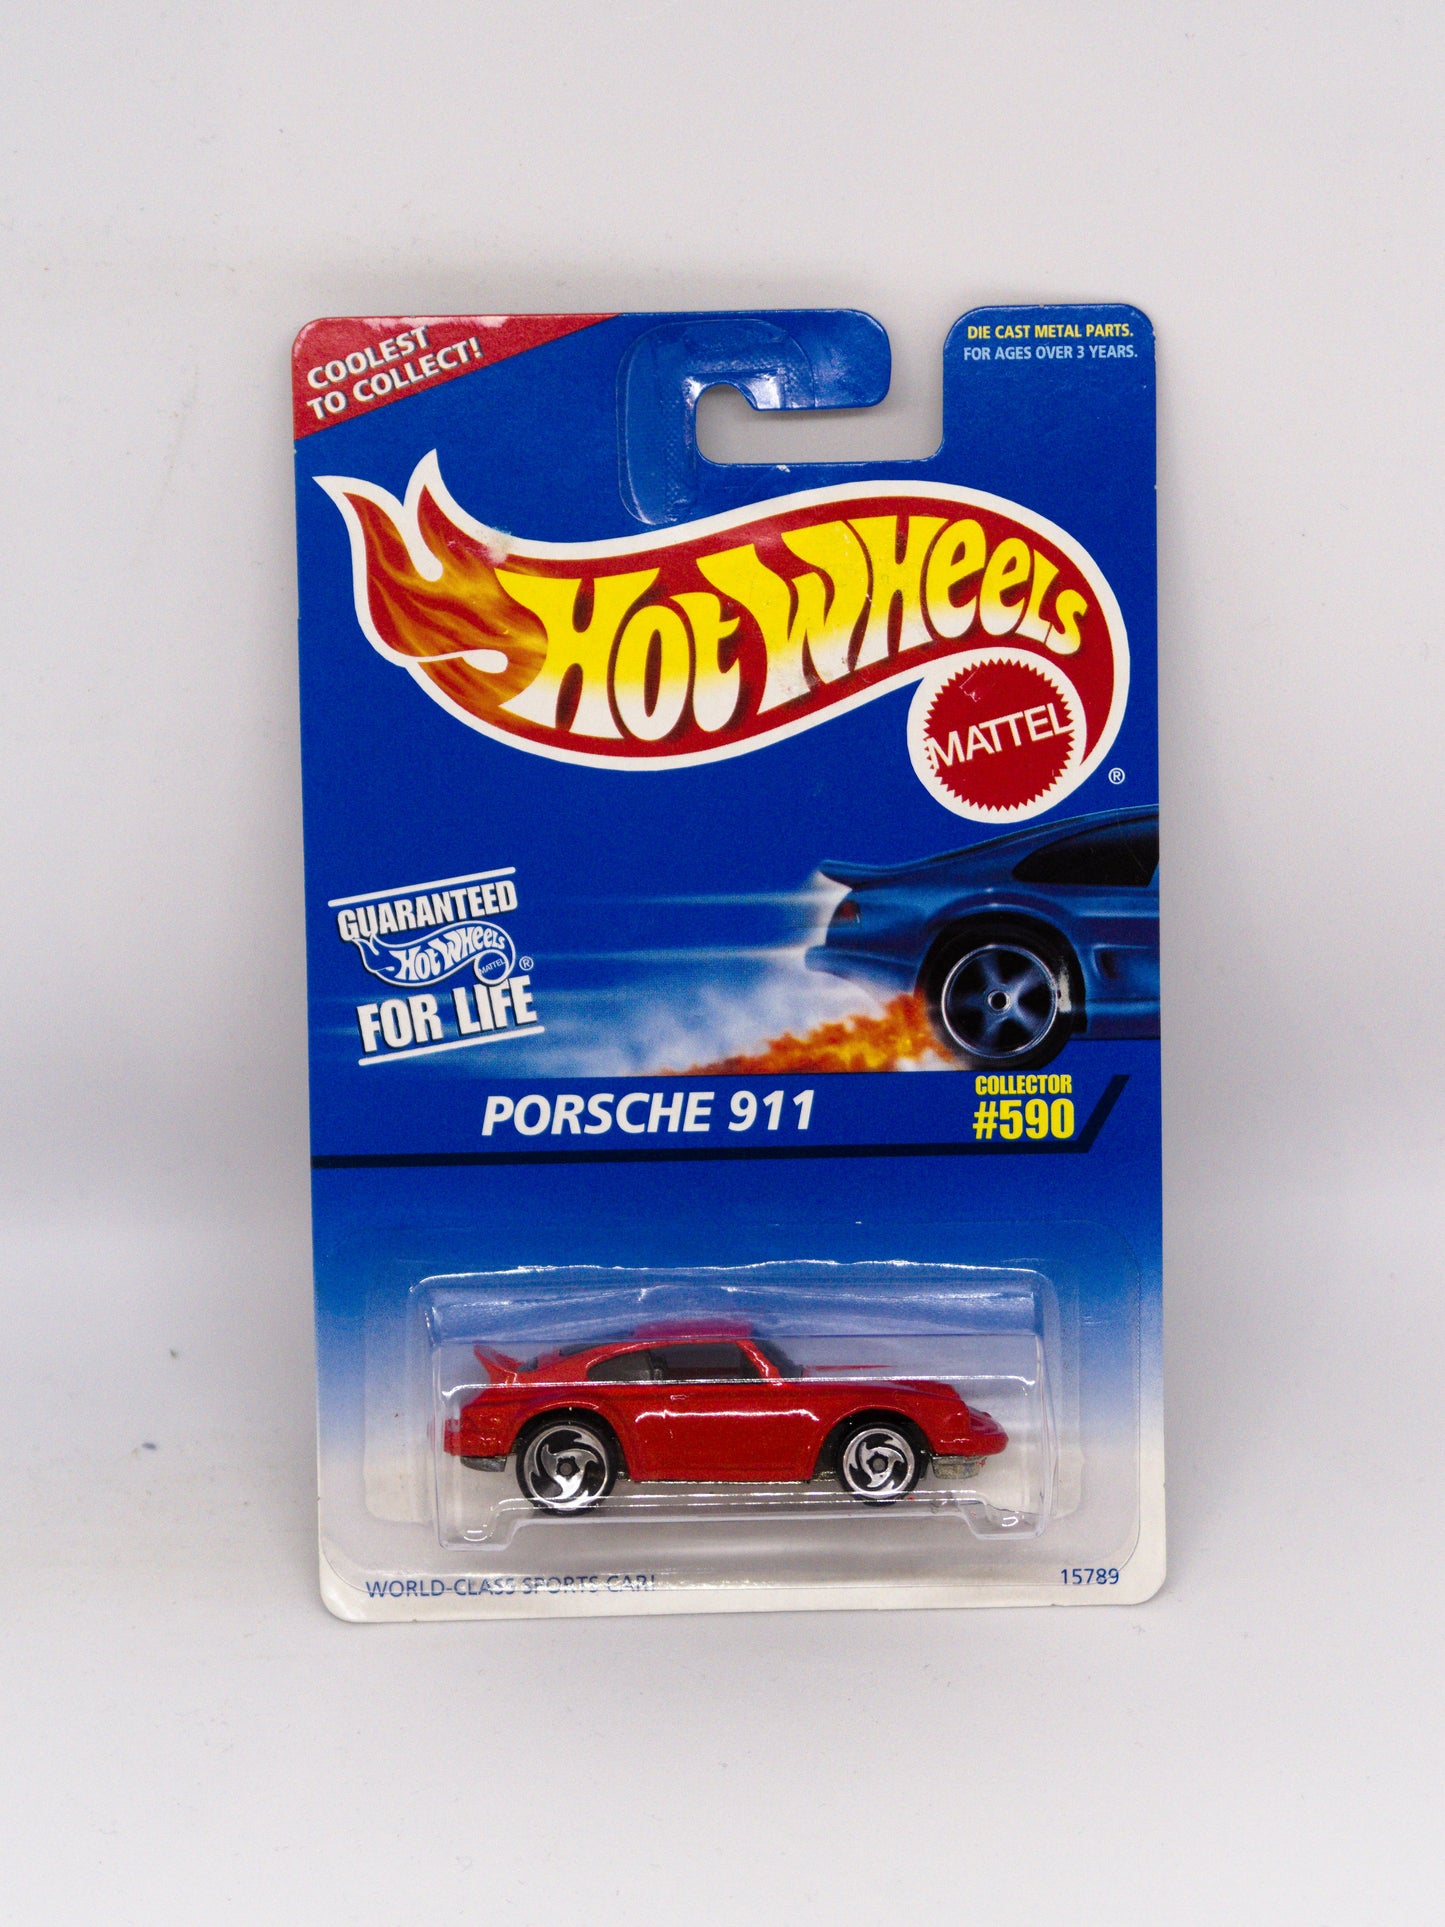 COOLEST
TO COLLECT!
DIE CAST METAL PARTS.
FOR AGES OVER 3 YEARS.
HOT WHEELS
MATTEL
®
GUARANTEED
HOT WHEELS
MATTEL ®
FOR LIFE
PORSCHE 911
COLLECTOR
#590
WORLD-CLASS SPORTS CAR!
15789